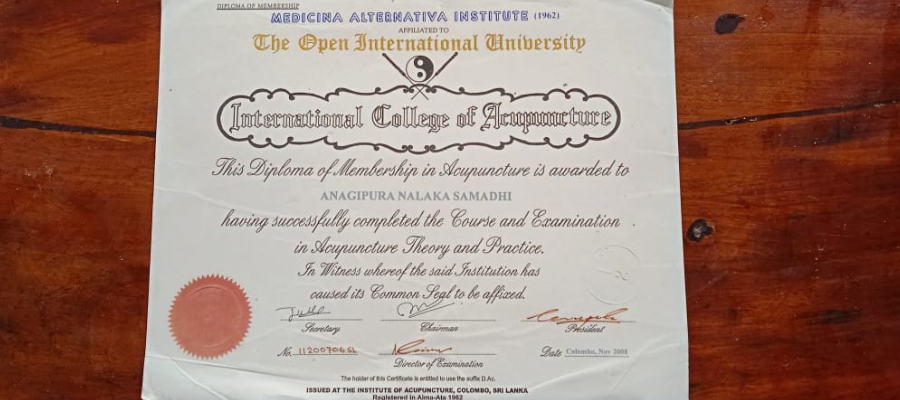 DIPLOMA OF MEMBERSHIP
MEDICINA ALTERNATIVA INSTITUTE (1962)
AFFILIATED TO
The Open International University
International College of Acupuncture
This Diploma of Membership in Acupuncture is awarded to
ANAGIPURA NALAKA SAMADHI
having successfully completed the Course and Examination
in Acupuncture Theory and Practice.
In Witness whereof the said Institution has
caused its Common Seal to be affixed.
Secretary Chairman President
No. Date Colombo, Nov 2008
Director of Examination
The holder of this Certificate is entitled to use the suffix D.Ac.
ISSUED AT THE INSTITUTE OF ACUPUNCTURE, COLOMBO, SRI LANKA
Registered in Alma-Ata 1962